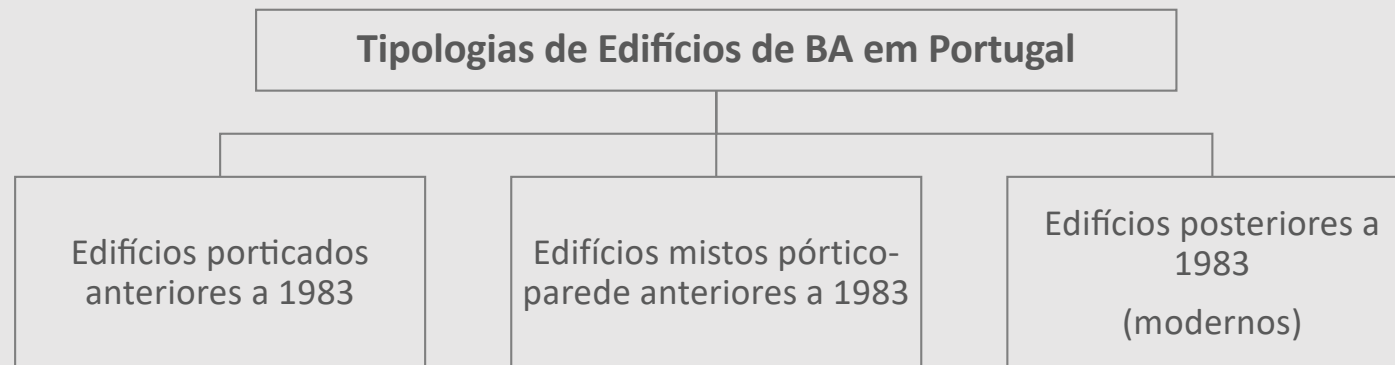 Tipologias de Edifícios de BA em Portugal
Edifícios porticados
anteriores a 1983
Edifícios mistos pórtico-
parede anteriores a 1983
Edifícios posteriores a
1983
(modernos)